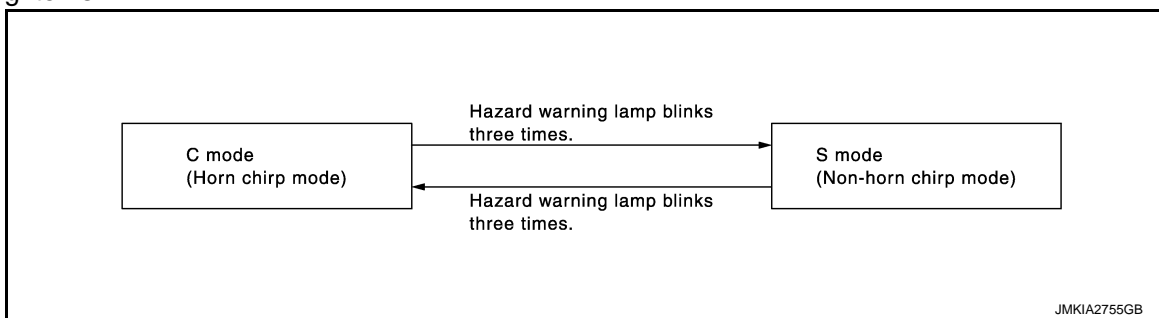 Hazard warning lamp blinks
three times.
C mode
(Horn chirp mode)
S mode
(Non-horn chirp mode)
Hazard warning lamp blinks
three times.
JMKIA2755GB